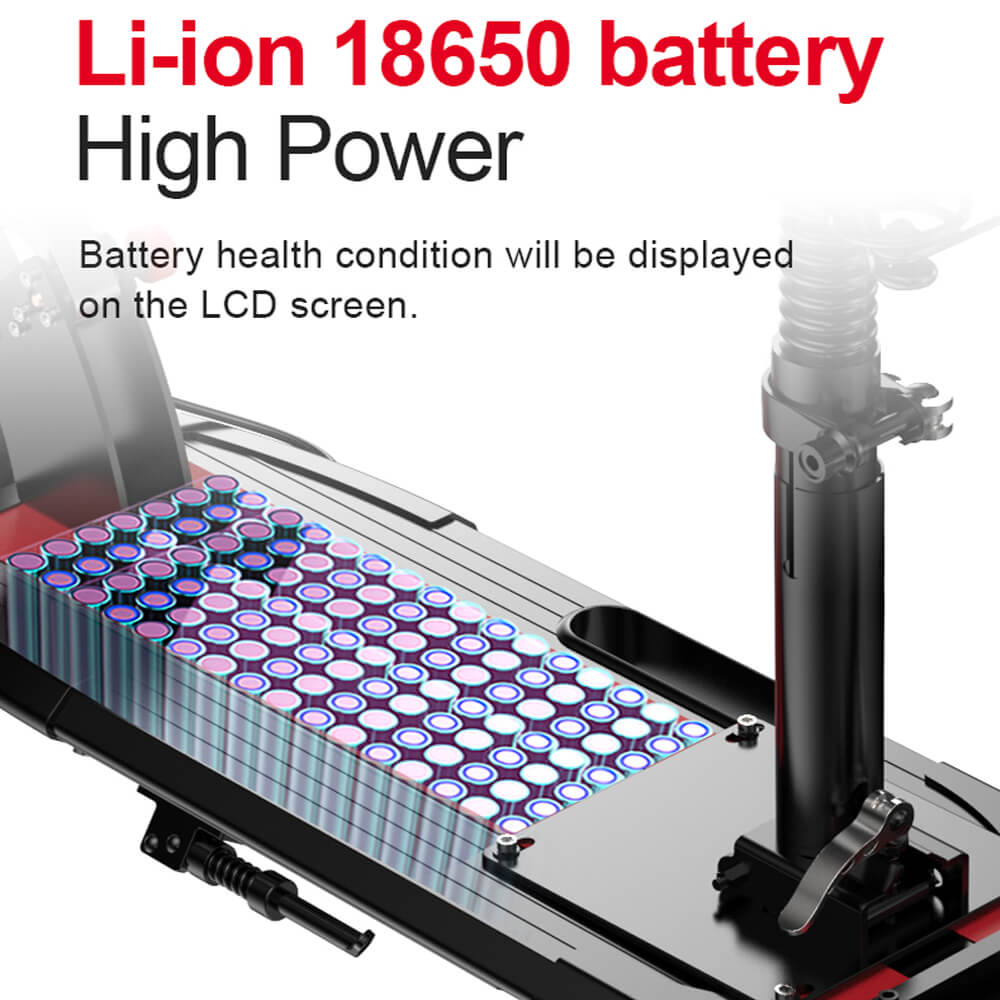 Li-ion 18650 battery
High Power
Battery health condition will be displayed
on the LCD screen.